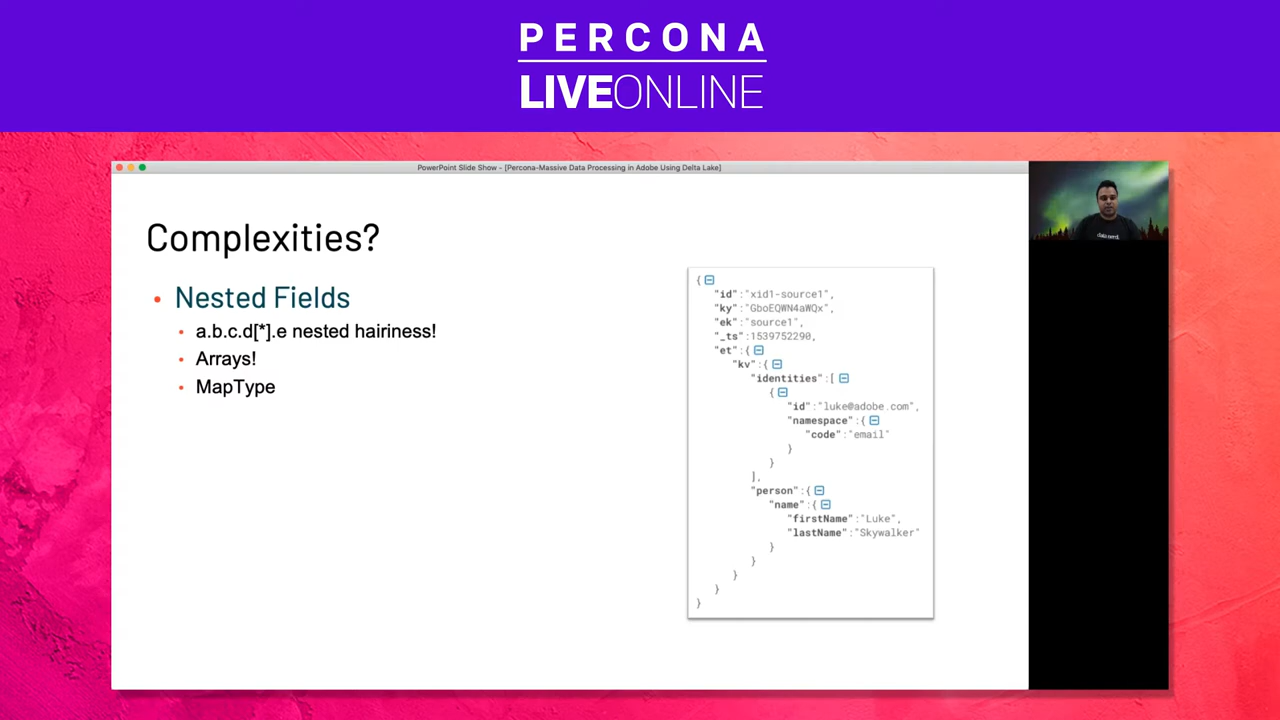 PERCONA
LIVEONLINE
PowerPoint Slide Show - [Percona-Massive Data Processing in Adobe Using Delta Lake]
Complexities?
• Nested Fields
• a.b.c.d[*].e nested hairiness!
• Arrays!
• MapType
{
"id":"xid1-source1",
"ky":"GboEQWN4aWQx",
"ek":"source1",
"_ts":1539752290,
"et":{
"kv":{
"identities":[
{
"id":"luke@adobe.com",
"namespace":{
"code":"email"
}
}
],
"person":{
"name":{
"firstName":"Luke",
"lastName":"Skywalker"
}
}
}
}
}
data nerd.